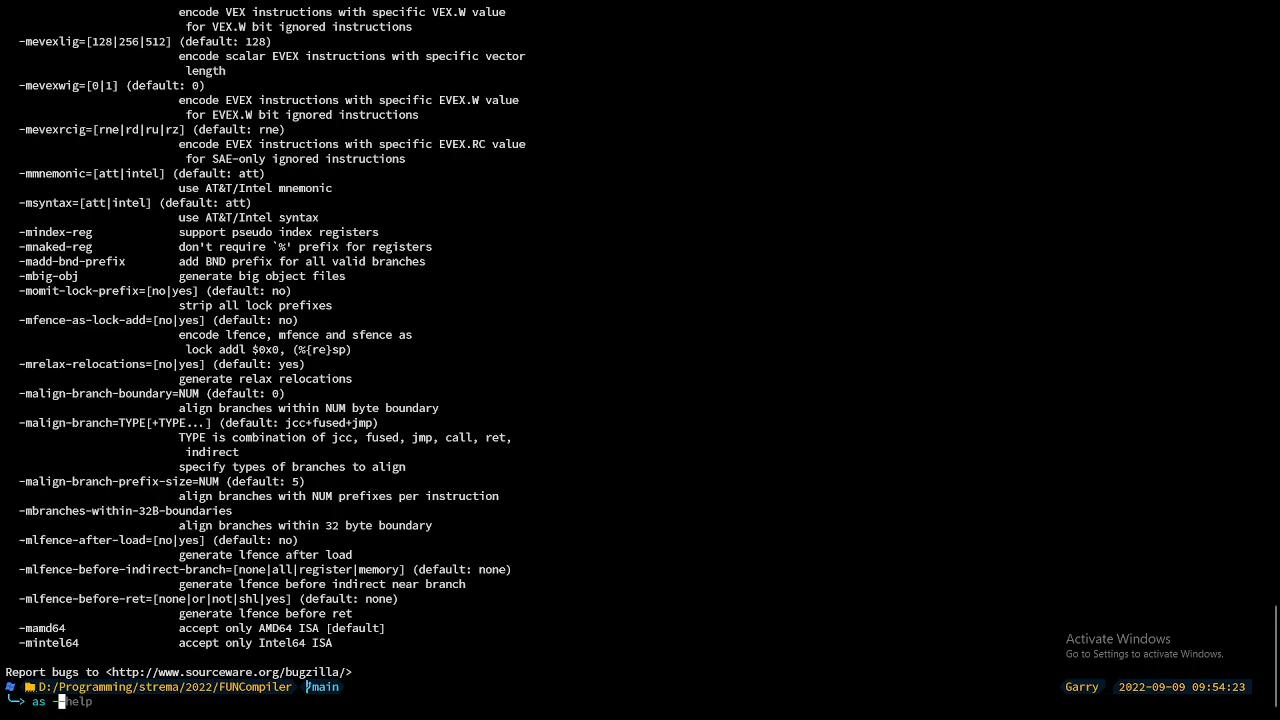 encode VEX instructions with specific VEX.W value
for VEX.W bit ignored instructions
-mevexlig=[128|256|512] (default: 128)
encode scalar EVEX instructions with specific vector
length
-mevexwig=[0|1] (default: 0)
encode EVEX instructions with specific EVEX.W value
for EVEX.W bit ignored instructions
-mevexrcig=[rne|rd|ru|rz] (default: rne)
encode EVEX instructions with specific EVEX.RC value
for SAE-only ignored instructions
-mmnemonic=[att|intel] (default: att)
use AT&T/Intel mnemonic
-msyntax=[att|intel] (default: att)
use AT&T/Intel syntax
-mindex-reg support pseudo index registers
-mnaked-reg don't require `%' prefix for registers
-madd-bnd-prefix add BND prefix for all valid branches
-mbig-obj generate big object files
-momit-lock-prefix=[no|yes] (default: no)
strip all lock prefixes
-mfence-as-lock-add=[no|yes] (default: no)
encode lfence, mfence and sfence as
lock addl $0x0, (%{re}sp)
-mrelax-relocations=[no|yes] (default: yes)
generate relax relocations
-malign-branch-boundary=NUM (default: 0)
align branches within NUM byte boundary
-malign-branch=TYPE[+TYPE...] (default: jcc+fused+jmp)
TYPE is combination of jcc, fused, jmp, call, ret,
indirect
specify types of branches to align
-malign-branch-prefix-size=NUM (default: 5)
align branches with NUM prefixes per instruction
-mbranches-within-32B-boundaries
align branches within 32 byte boundary
-mlfence-after-load=[no|yes] (default: no)
generate lfence after load
-mlfence-before-indirect-branch=[none|all|register|memory] (default: none)
generate lfence before indirect near branch
-mlfence-before-ret=[none|or|not|shl|yes] (default: none)
generate lfence before ret
-mamd64 accept only AMD64 ISA [default]
-mintel64 accept only Intel64 ISA
Activate Windows
Go to Settings to activate Windows.
Report bugs to <http://www.sourceware.org/bugzilla/>
D:/Programming/strema/2022/FUNCompiler main Garry 2022-09-09 09:54:23
as --help